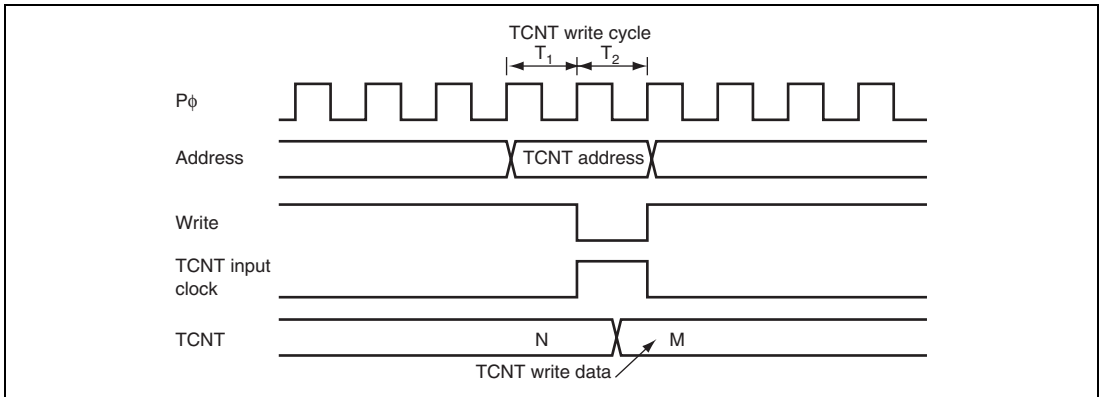 TCNT write cycle
T1 T2
Pϕ
Address
TCNT address
Write
TCNT input
clock
TCNT
N
M
TCNT write data